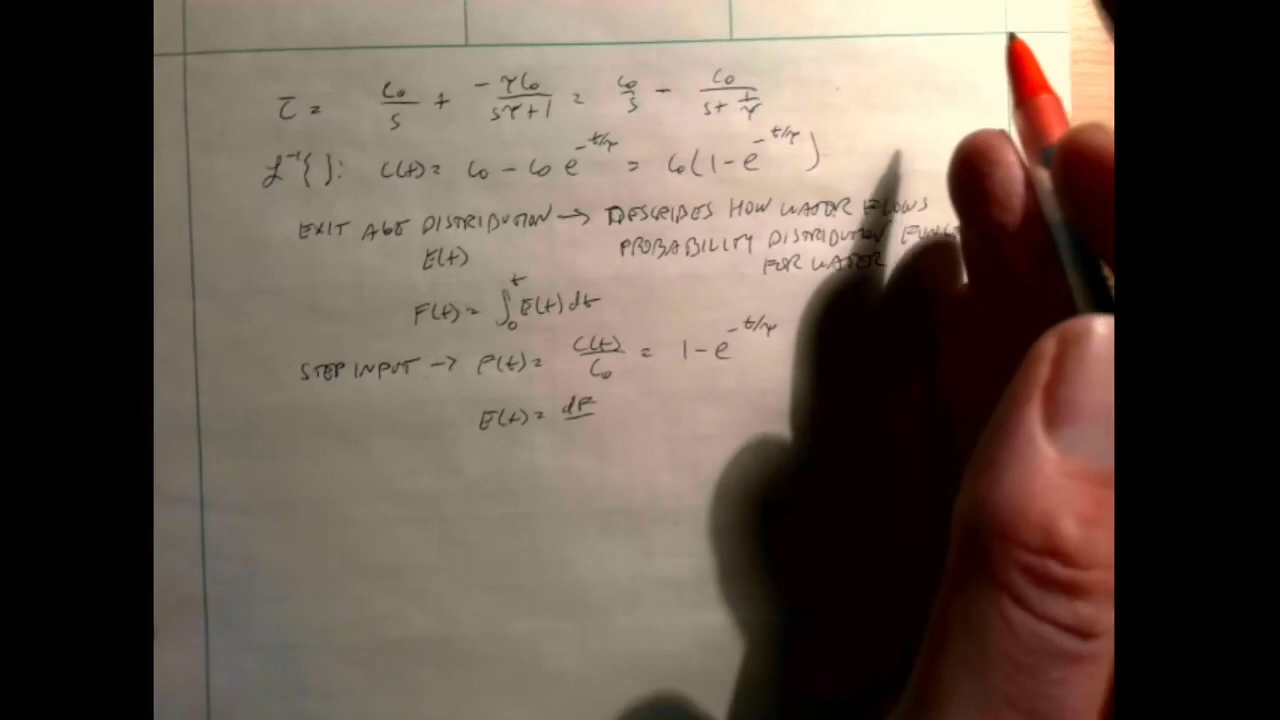 C̄ = C₀/s + -τC₀/(sτ+1) = C₀/s - C₀/(s + 1/τ)
ℒ⁻¹{ }: C(t) = C₀ - C₀e^(-t/τ) = C₀(1 - e^(-t/τ))
EXIT AGE DISTRIBUTION → DESCRIBES HOW WATER FLOWS
E(t) PROBABILITY DISTRIBUTION
FOR WATER
F(t) = ∫₀ᵗ E(t)dt
STEP INPUT → F(t) = C(t)/C₀ = 1 - e^(-t/τ)
E(t) = dF